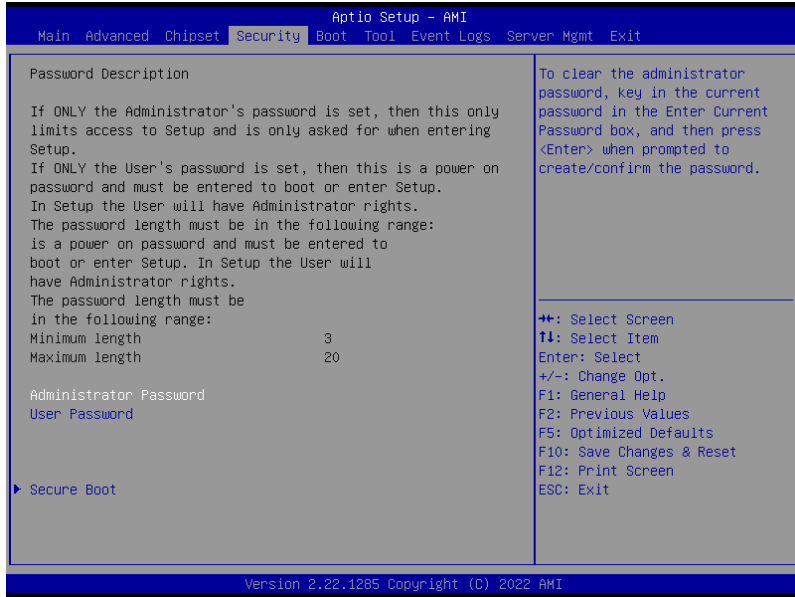 Aptio Setup - AMI
Main Advanced Chipset Security Boot Tool Event Logs Server Mgmt Exit
Password Description
If ONLY the Administrator's password is set, then this only
limits access to Setup and is only asked for when entering
Setup.
If ONLY the User's password is set, then this is a power on
password and must be entered to boot or enter Setup.
In Setup the User will have Administrator rights.
The password length must be in the following range:
is a power on password and must be entered to
boot or enter Setup. In Setup the User will
have Administrator rights.
The password length must be
in the following range:
Minimum length 3
Maximum length 20
Administrator Password
User Password
Secure Boot
To clear the administrator
password, key in the current
password in the Enter Current
Password box, and then press
<Enter> when prompted to
create/confirm the password.
→←: Select Screen
↑↓: Select Item
Enter: Select
+/-: Change Opt.
F1: General Help
F2: Previous Values
F5: Optimized Defaults
F10: Save Changes & Reset
F12: Print Screen
ESC: Exit
Version 2.22.1285 Copyright (C) 2022 AMI